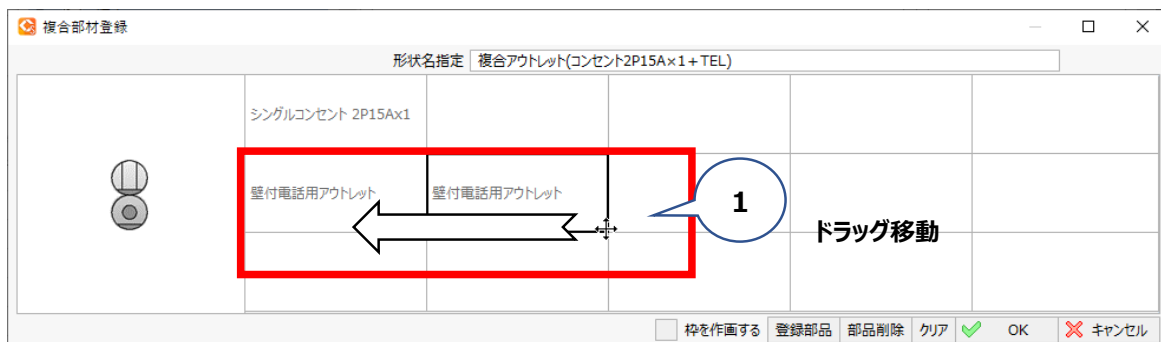 複合部材登録
形状名指定 複合アウトレット(コンセント2P15A×1+TEL)
シングルコンセント 2P15Ax1
壁付電話用アウトレット 壁付電話用アウトレット
1
ドラッグ移動
枠を作画する 登録部品 部品削除 クリア OK キャンセル